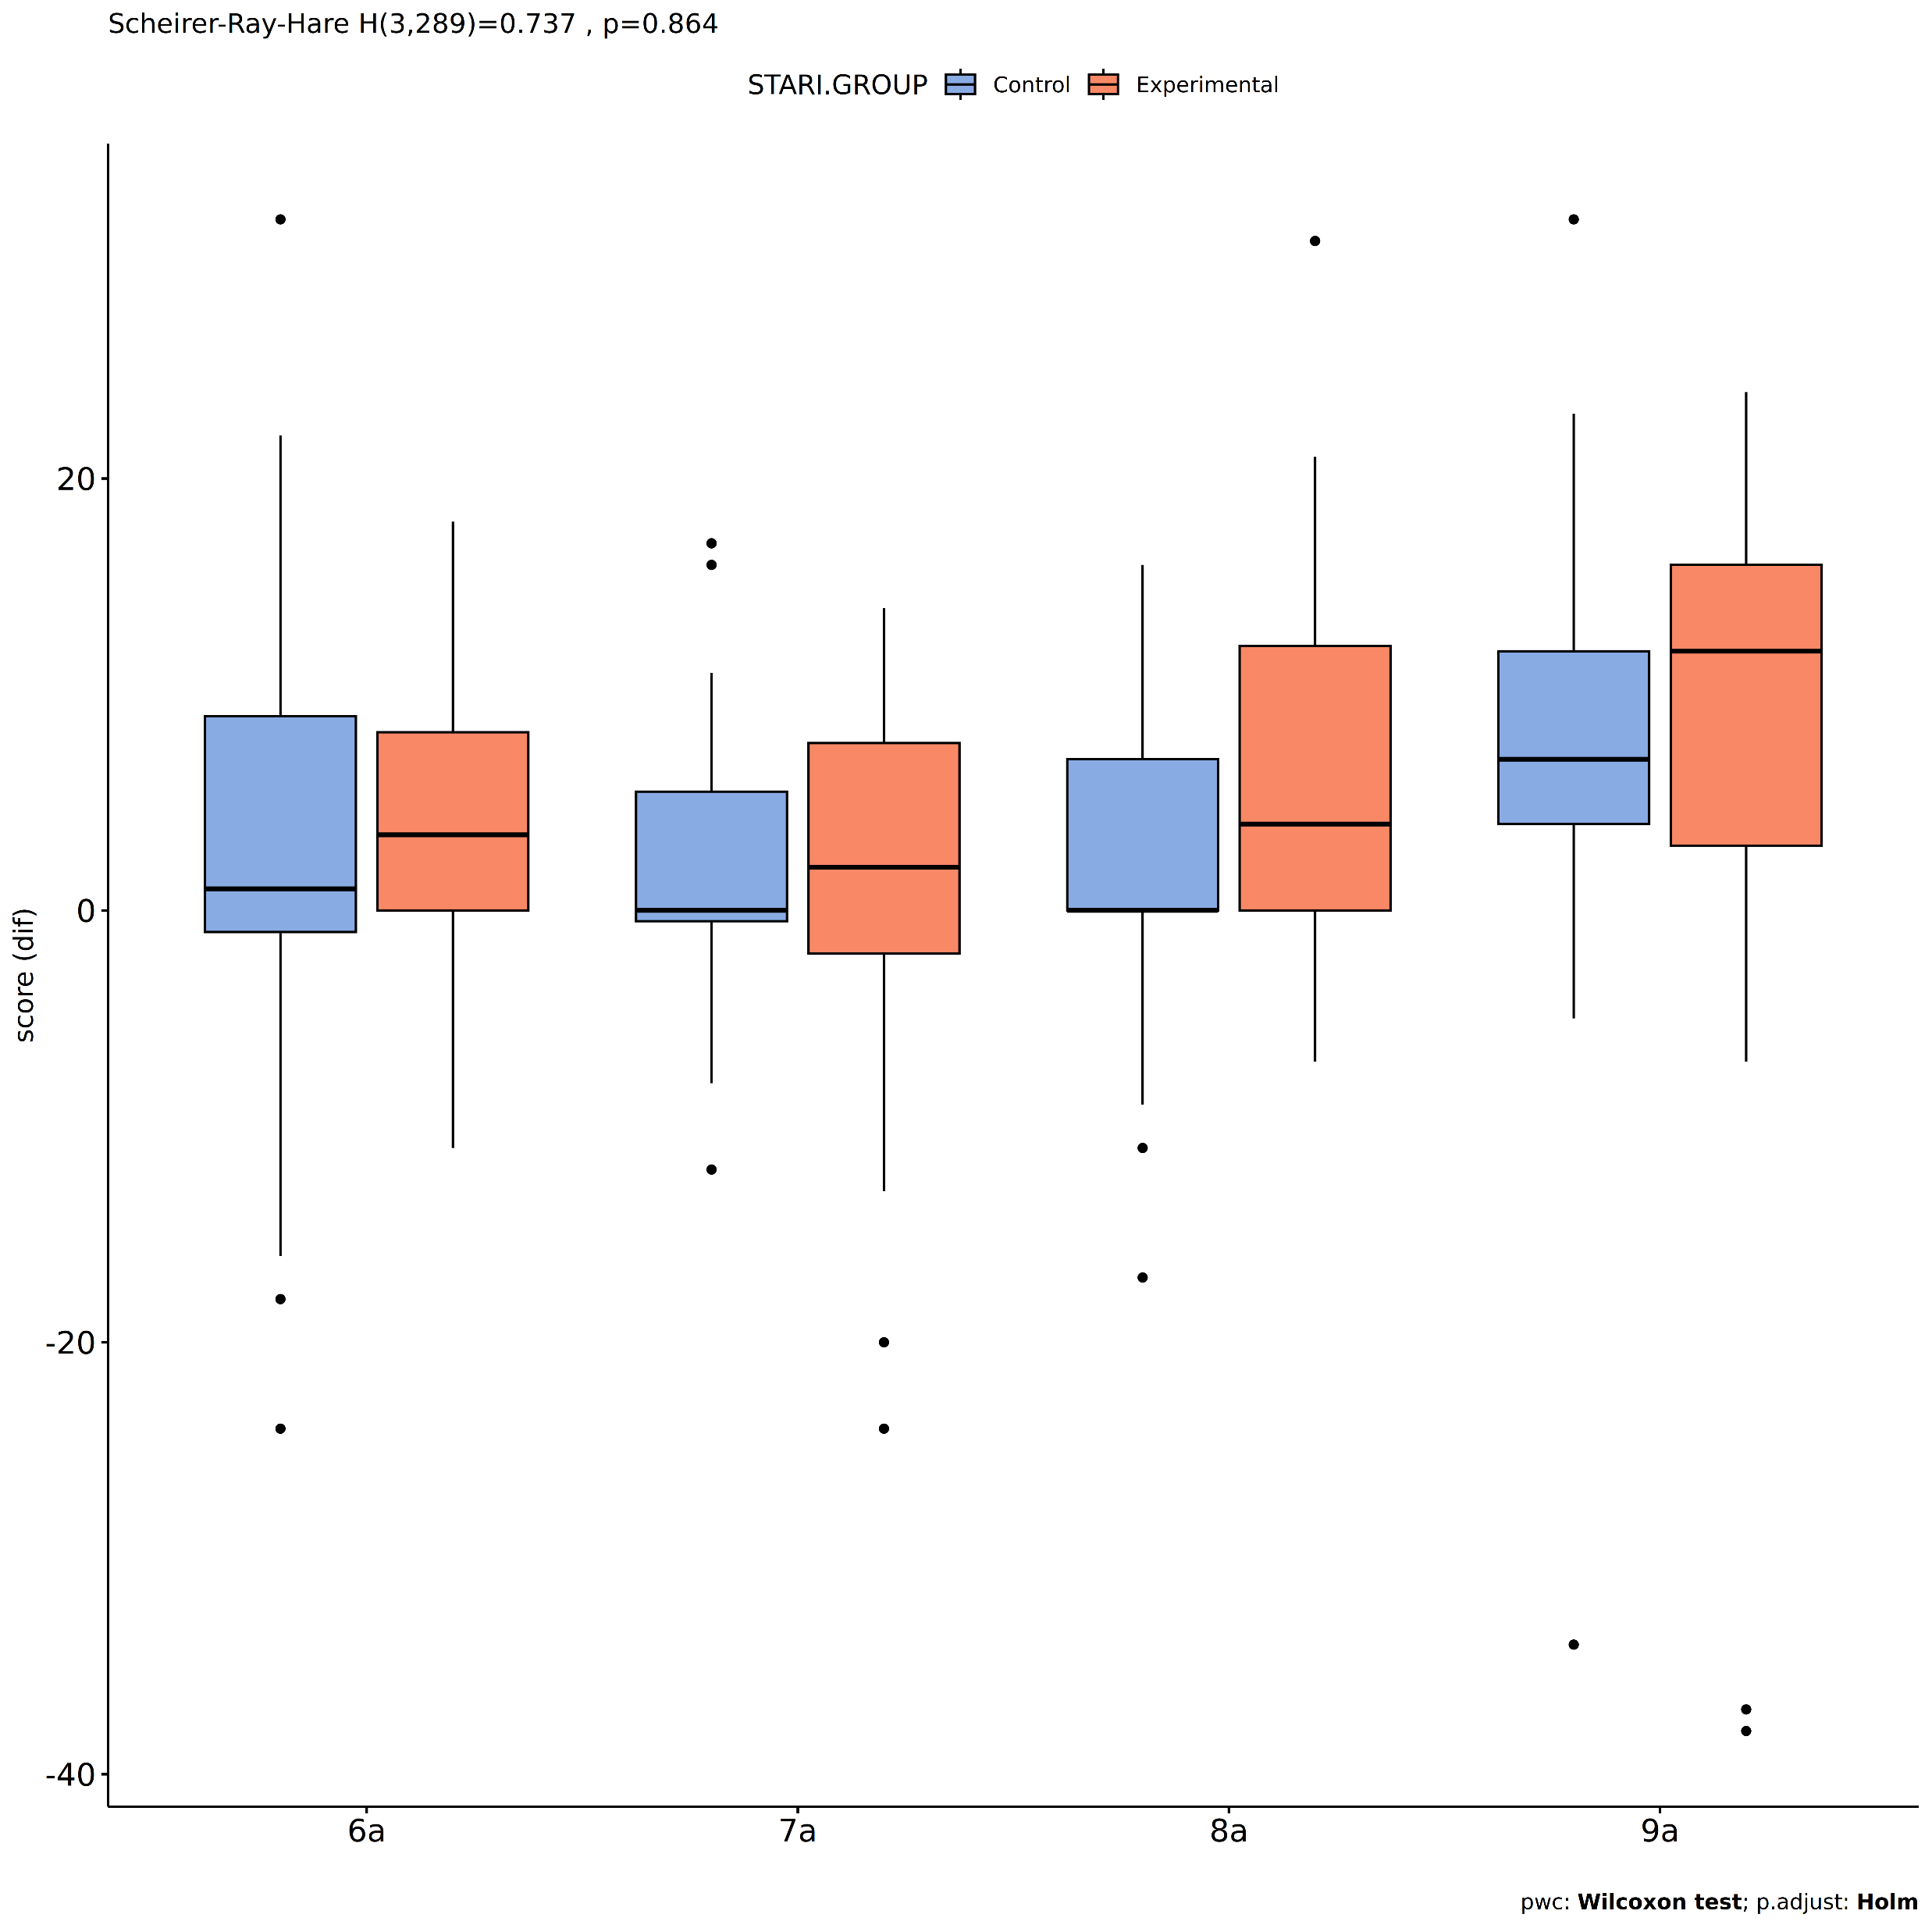 Scheirer-Ray-Hare H(3,289)=0.737 , p=0.864
STARI.GROUP Control Experimental
score (dif)
20
0
-20
-40
6a 7a 8a 9a
pwc: Wilcoxon test; p.adjust: Holm